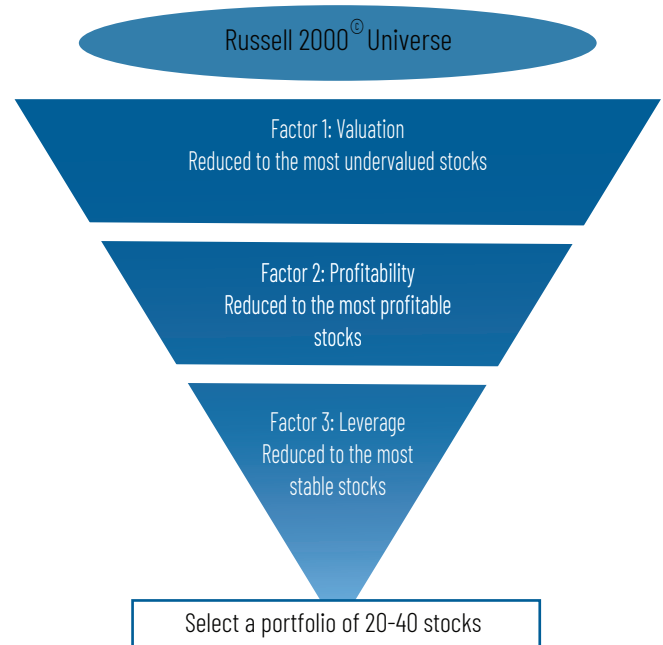 Russell 2000© Universe
Factor 1: Valuation
Reduced to the most undervalued stocks
Factor 2: Profitability
Reduced to the most profitable
stocks
Factor 3: Leverage
Reduced to the most
stable stocks
Select a portfolio of 20-40 stocks